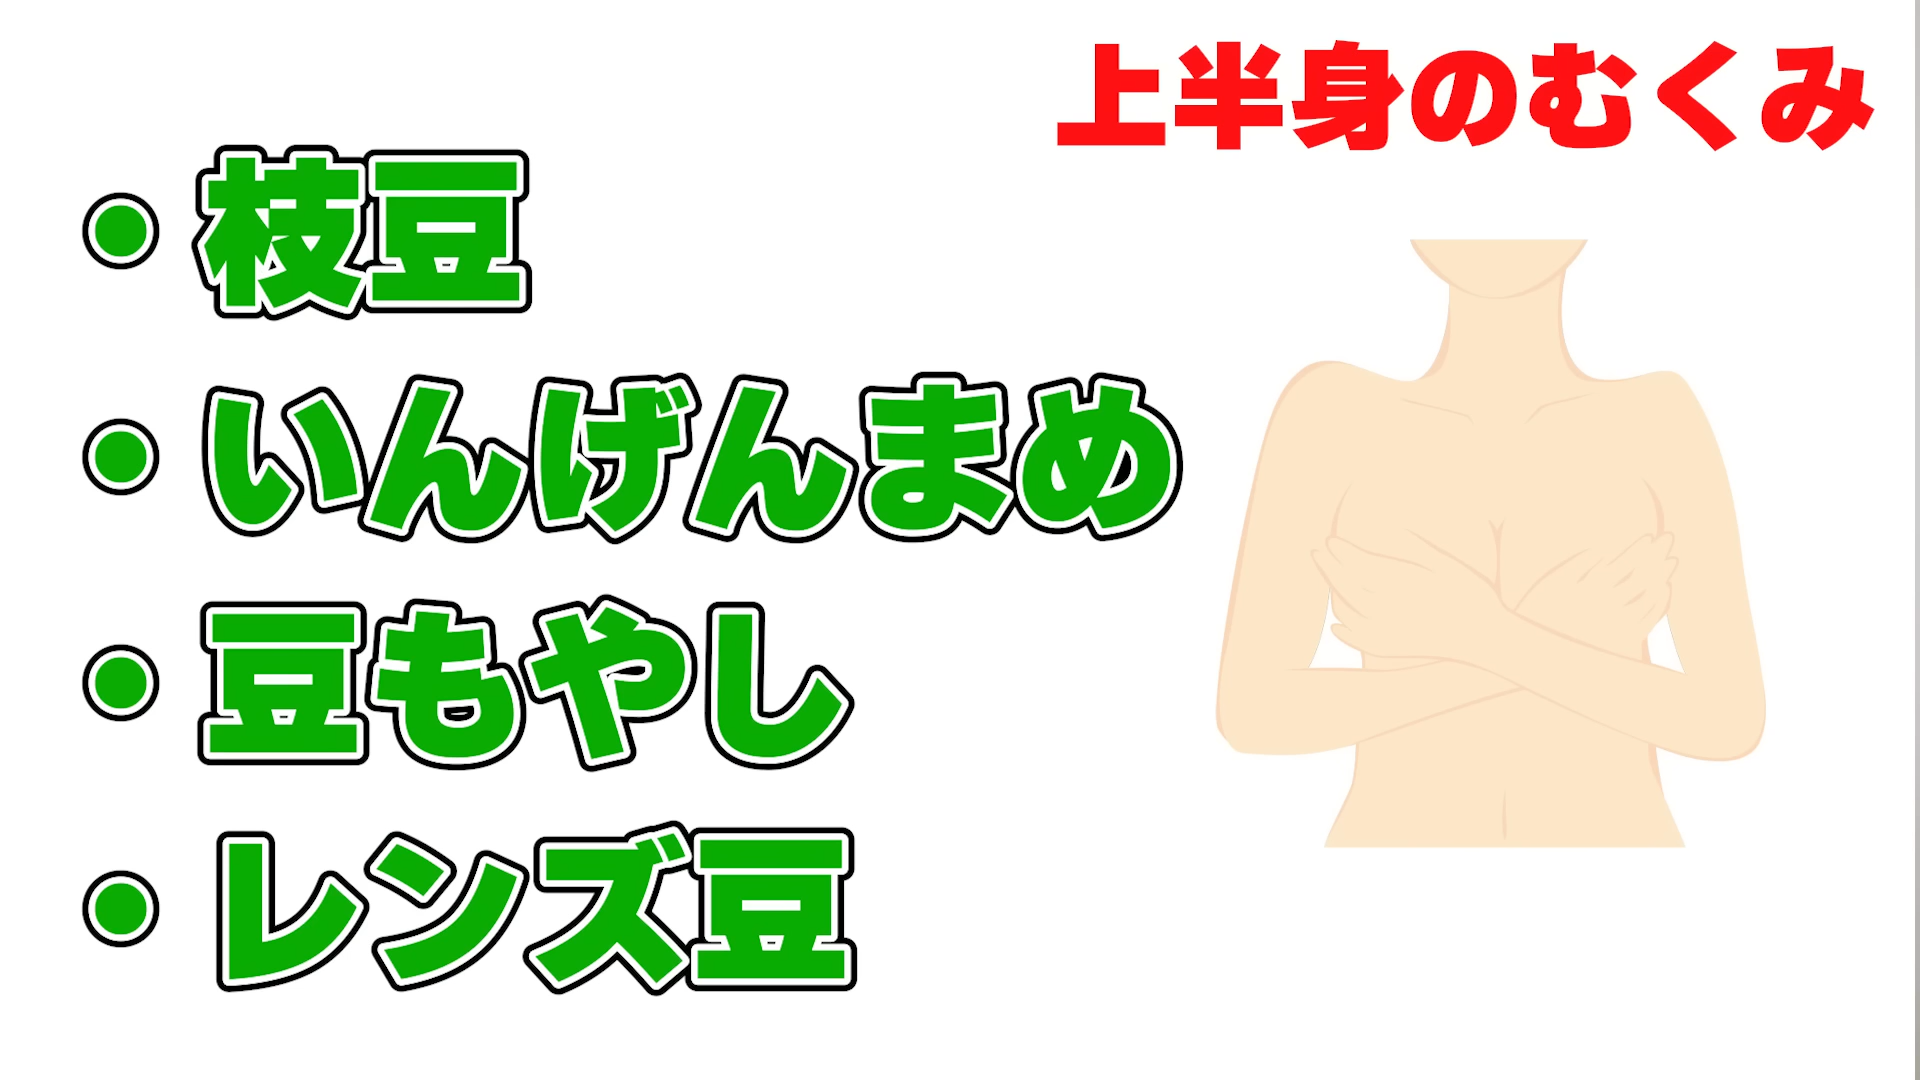 上半身のむくみ
・枝豆
・いんげんまめ
・豆もやし
・レンズ豆